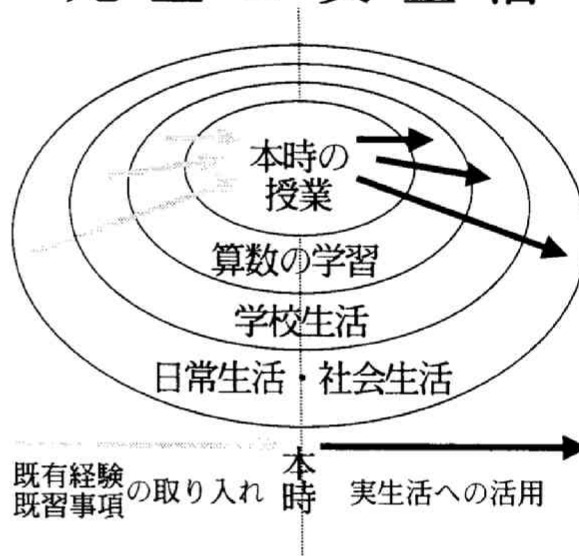 本時の
授業
算数の学習
学校生活
日常生活・社会生活
既有経験
既習事項
の取り入れ
本時
実生活への活用